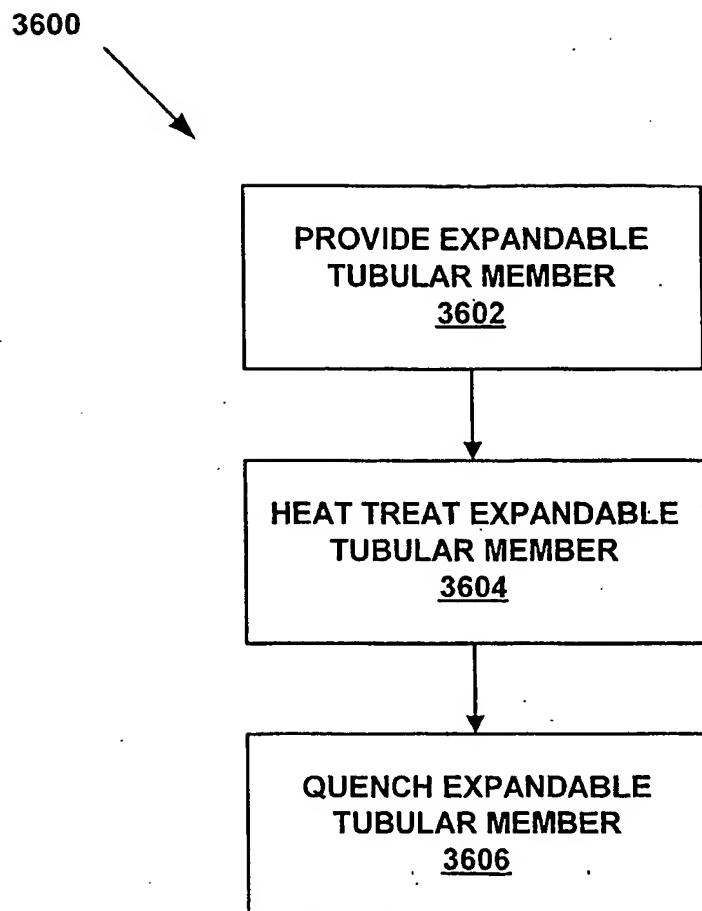 3600
PROVIDE EXPANDABLE
TUBULAR MEMBER
3602
HEAT TREAT EXPANDABLE
TUBULAR MEMBER
3604
QUENCH EXPANDABLE
TUBULAR MEMBER
3606